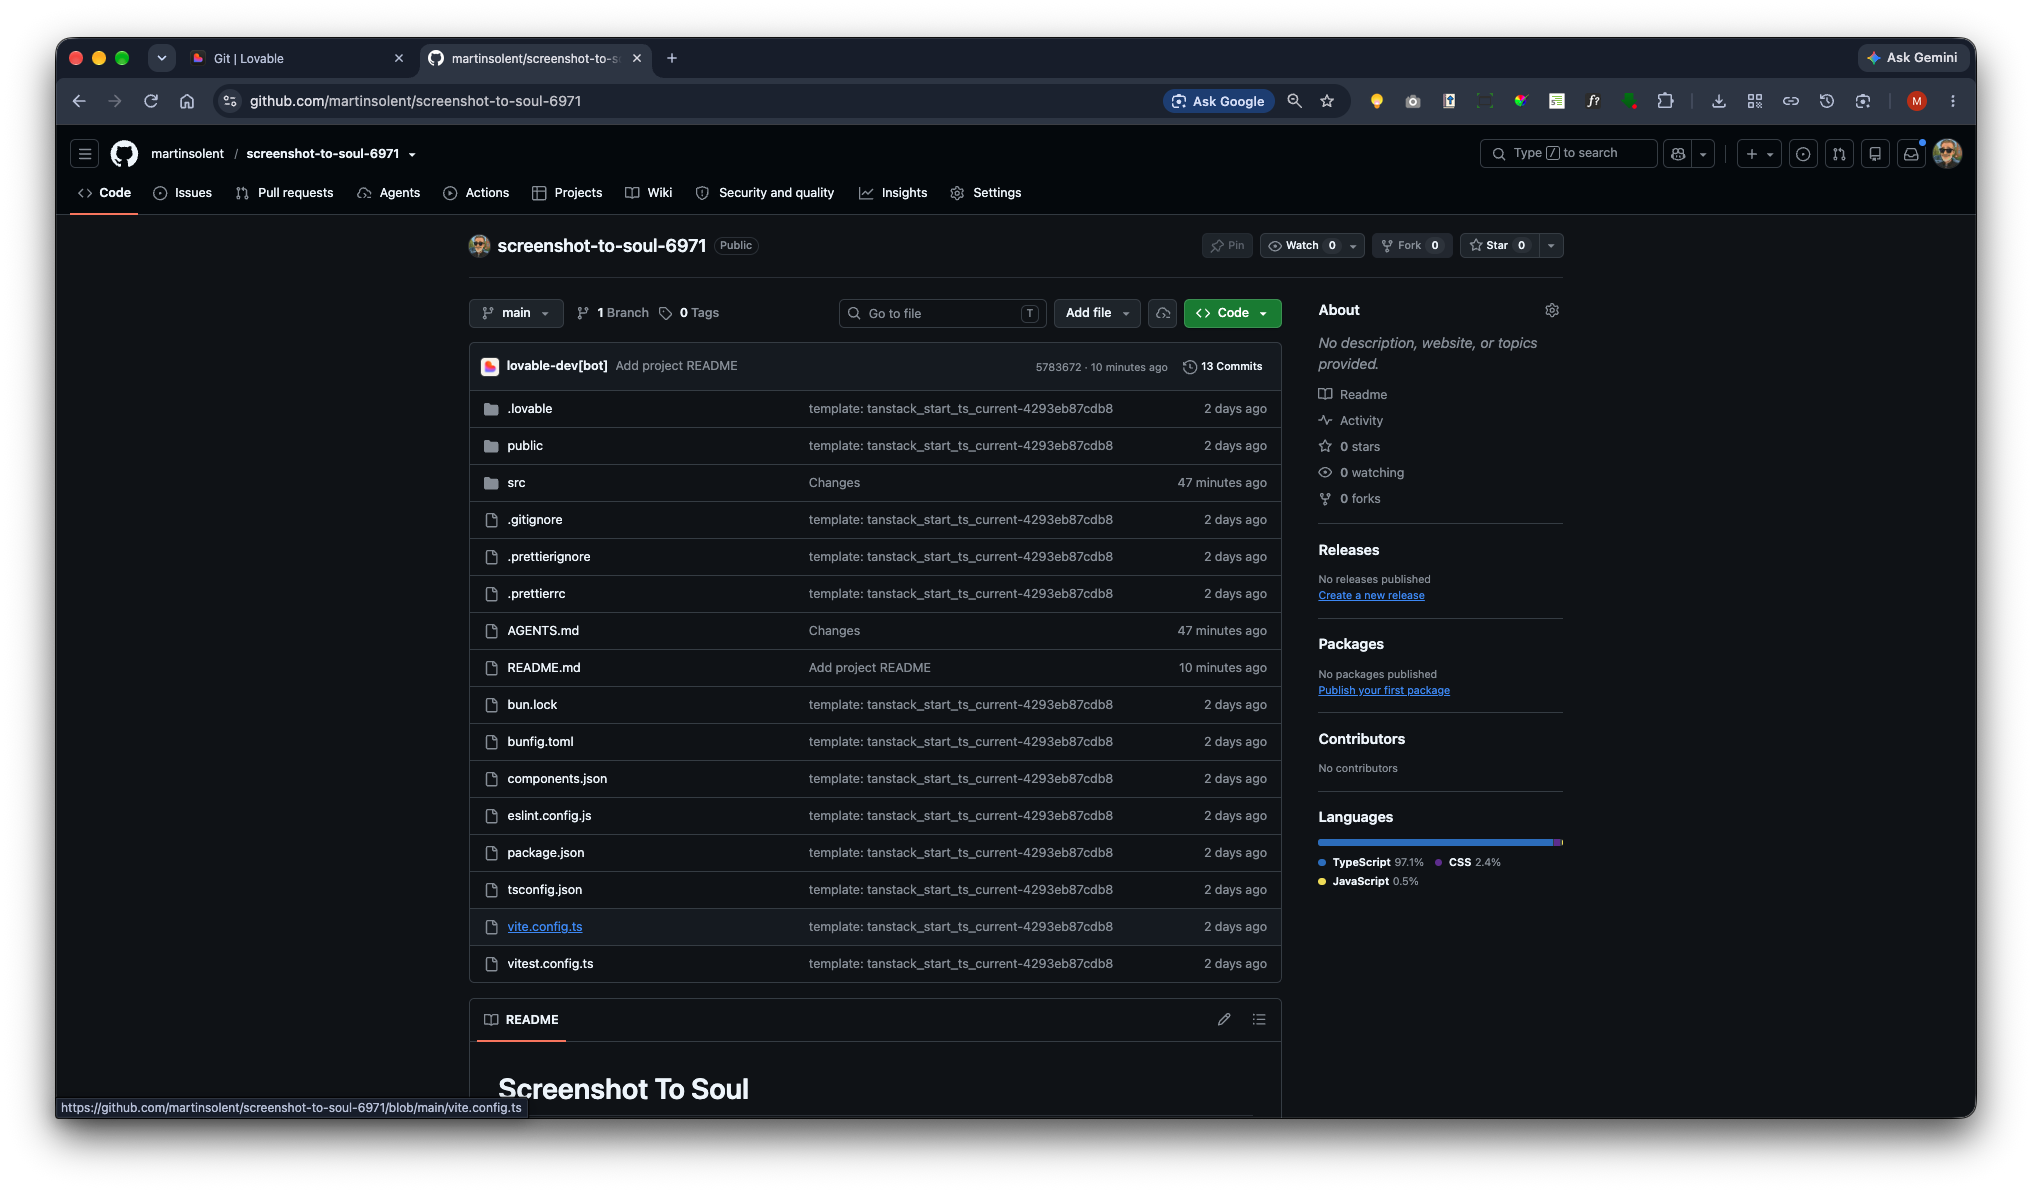 Git | Lovable
martinsolent/screenshot-to-s
Ask Gemini
github.com/martinsolent/screenshot-to-soul-6971
Ask Google
M
martinsolent / screenshot-to-soul-6971
Type / to search
Code Issues Pull requests Agents Actions Projects Wiki Security and quality Insights Settings
screenshot-to-soul-6971 Public
Pin Watch 0 Fork 0 Star 0
main 1 Branch 0 Tags Go to file T Add file Code
lovable-dev[bot] Add project README 5783672 · 10 minutes ago 13 Commits
.lovable template: tanstack_start_ts_current-4293eb87cdb8 2 days ago
public template: tanstack_start_ts_current-4293eb87cdb8 2 days ago
src Changes 47 minutes ago
.gitignore template: tanstack_start_ts_current-4293eb87cdb8 2 days ago
.prettierignore template: tanstack_start_ts_current-4293eb87cdb8 2 days ago
.prettierrc template: tanstack_start_ts_current-4293eb87cdb8 2 days ago
AGENTS.md Changes 47 minutes ago
README.md Add project README 10 minutes ago
bun.lock template: tanstack_start_ts_current-4293eb87cdb8 2 days ago
bunfig.toml template: tanstack_start_ts_current-4293eb87cdb8 2 days ago
components.json template: tanstack_start_ts_current-4293eb87cdb8 2 days ago
eslint.config.js template: tanstack_start_ts_current-4293eb87cdb8 2 days ago
package.json template: tanstack_start_ts_current-4293eb87cdb8 2 days ago
tsconfig.json template: tanstack_start_ts_current-4293eb87cdb8 2 days ago
vite.config.ts template: tanstack_start_ts_current-4293eb87cdb8 2 days ago
vitest.config.ts template: tanstack_start_ts_current-4293eb87cdb8 2 days ago
README
Screenshot To Soul
About
No description, website, or topics
provided.
Readme
Activity
0 stars
0 watching
0 forks
Releases
No releases published
Create a new release
Packages
No packages published
Publish your first package
Contributors
No contributors
Languages
TypeScript 97.1% CSS 2.4%
JavaScript 0.5%
https://github.com/martinsolent/screenshot-to-soul-6971/blob/main/vite.config.ts